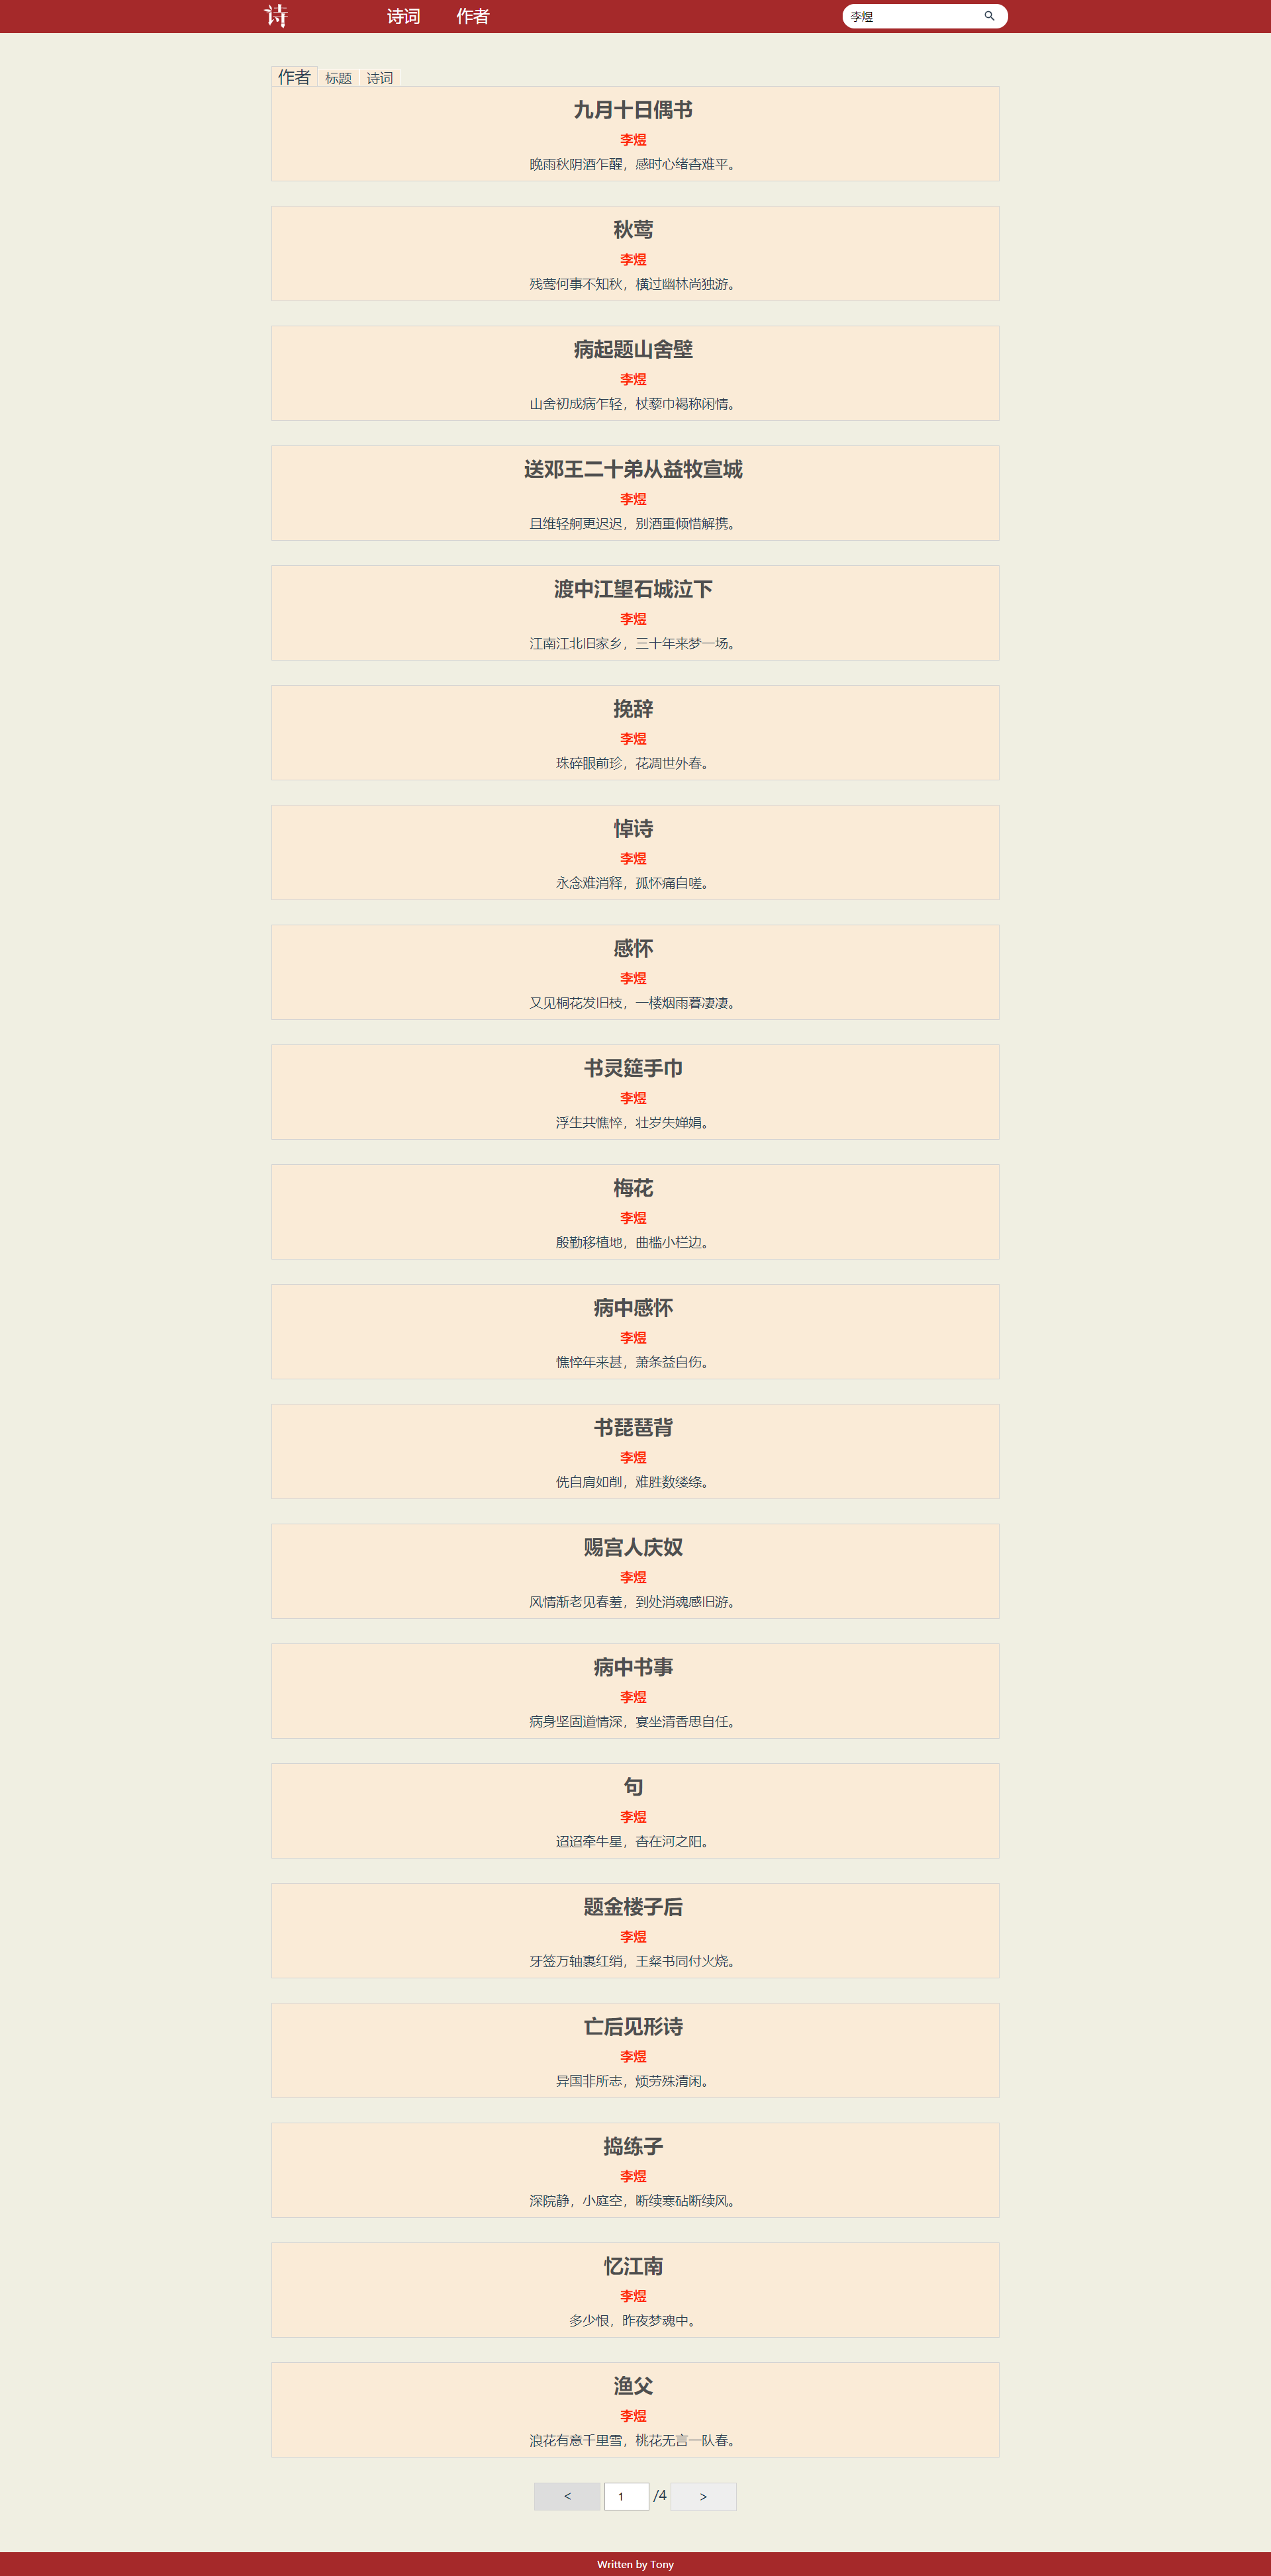 诗
诗词 作者
李煜
作者 标题 诗词
九月十日偶书
李煜
晚雨秋阴酒乍醒，感时心绪杳难平。
秋莺
李煜
残莺何事不知秋，横过幽林尚独游。
病起题山舍壁
李煜
山舍初成病乍轻，杖藜巾褐称闲情。
送邓王二十弟从益牧宣城
李煜
且维轻舸更迟迟，别酒重倾惜解携。
渡中江望石城泣下
李煜
江南江北旧家乡，三十年来梦一场。
挽辞
李煜
珠碎眼前珍，花凋世外春。
悼诗
李煜
永念难消释，孤怀痛自嗟。
感怀
李煜
又见桐花发旧枝，一楼烟雨暮凄凄。
书灵筵手巾
李煜
浮生共憔悴，壮岁失婵娟。
梅花
李煜
殷勤移植地，曲槛小栏边。
病中感怀
李煜
憔悴年来甚，萧条益自伤。
书琵琶背
李煜
侁自肩如削，难胜数缕绦。
赐宫人庆奴
李煜
风情渐老见春羞，到处消魂感旧游。
病中书事
李煜
病身坚固道情深，宴坐清香思自任。
句
李煜
迢迢牵牛星，杳在河之阳。
题金楼子后
李煜
牙签万轴裹红绡，王粲书同付火烧。
亡后见形诗
李煜
异国非所志，烦劳殊清闲。
捣练子
李煜
深院静，小庭空，断续寒砧断续风。
忆江南
李煜
多少恨，昨夜梦魂中。
渔父
李煜
浪花有意千里雪，桃花无言一队春。
< 1 /4 >
Written by Tony